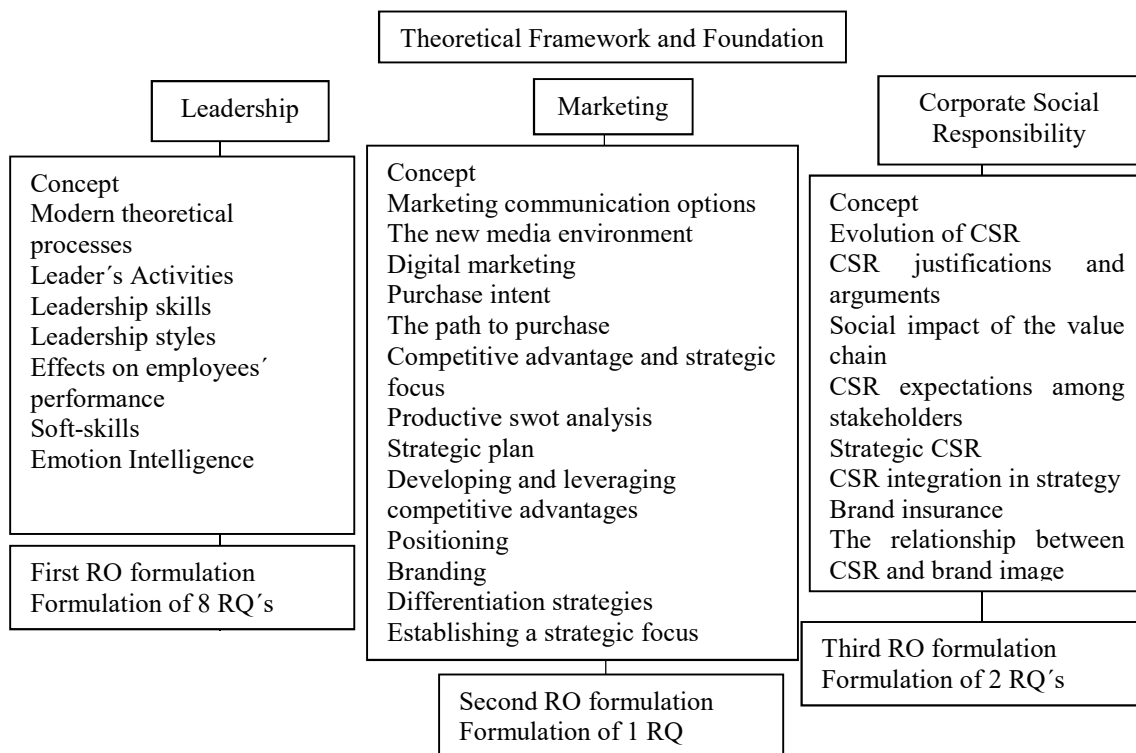 Theoretical Framework and Foundation
Leadership
Concept
Modern theoretical
processes
Leader´s Activities
Leadership skills
Leadership styles
Effects on employees´
performance
Soft-skills
Emotion Intelligence
First RO formulation
Formulation of 8 RQ´s
Marketing
Concept
Marketing communication options
The new media environment
Digital marketing
Purchase intent
The path to purchase
Competitive advantage and strategic
focus
Productive swot analysis
Strategic plan
Developing and leveraging
competitive advantages
Positioning
Branding
Differentiation strategies
Establishing a strategic focus
Second RO formulation
Formulation of 1 RQ
Corporate Social
Responsibility
Concept
Evolution of CSR
CSR justifications and
arguments
Social impact of the value
chain
CSR expectations among
stakeholders
Strategic CSR
CSR integration in strategy
Brand insurance
The relationship between
CSR and brand image
Third RO formulation
Formulation of 2 RQ´s